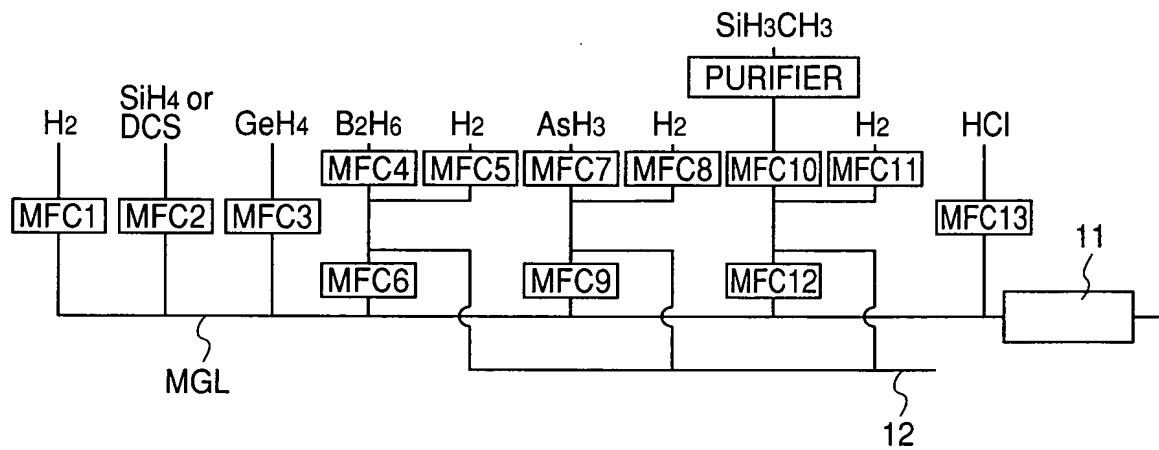 SiH3CH3
PURIFIER
SiH4 or
DCS
H2
GeH4
B2H6
H2
AsH3
H2
H2
HCl
MFC4
MFC5
MFC7
MFC8
MFC10
MFC11
MFC1
MFC2
MFC3
MFC13
11
MFC6
MFC9
MFC12
MGL
12